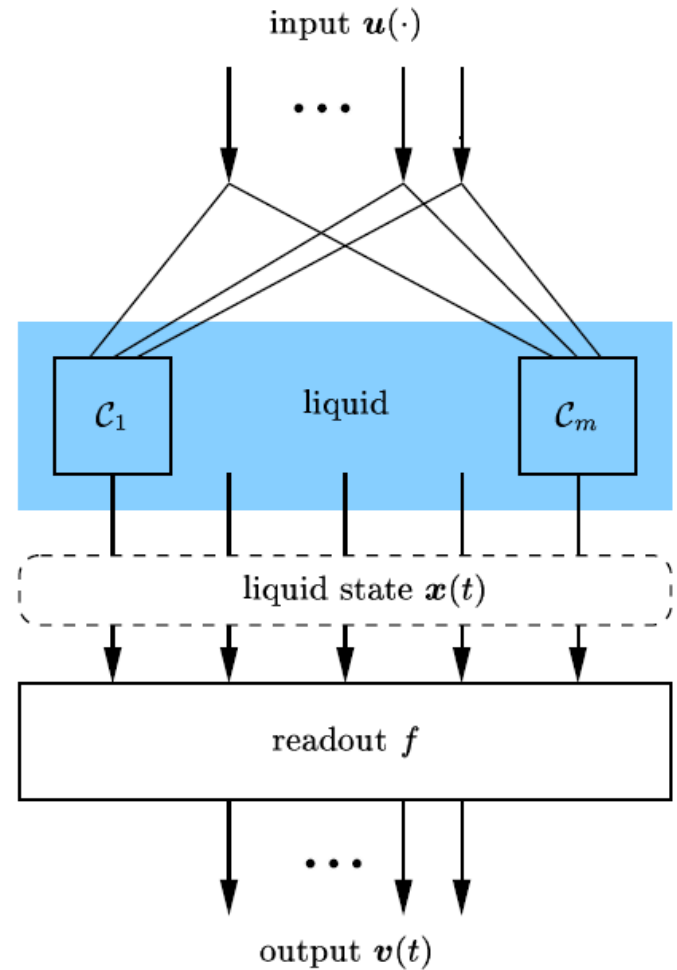 input u(·)
• • •
C₁
liquid
Cₘ
liquid state x(t)
readout f
• • •
output v(t)